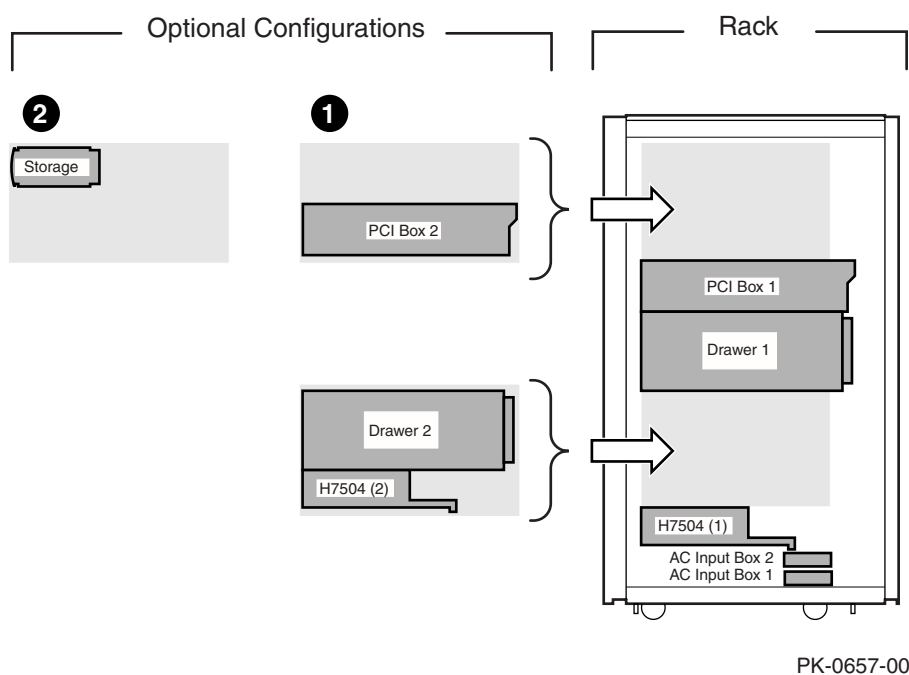 Optional Configurations
Rack
2
1
Storage
PCI Box 2
PCI Box 1
Drawer 1
Drawer 2
H7504 (2)
H7504 (1)
AC Input Box 2
AC Input Box 1
PK-0657-00